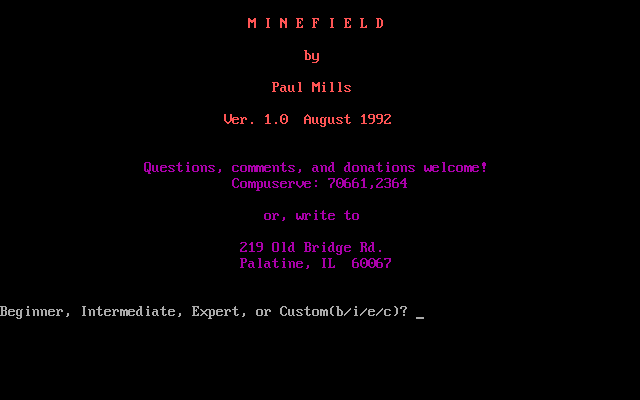 M I N E F I E L D
by
Paul Mills
Ver. 1.0  August 1992
Questions, comments, and donations welcome!
Compuserve: 70661,2364
or, write to
219 Old Bridge Rd.
Palatine, IL  60067
Beginner, Intermediate, Expert, or Custom(b/i/e/c)? _